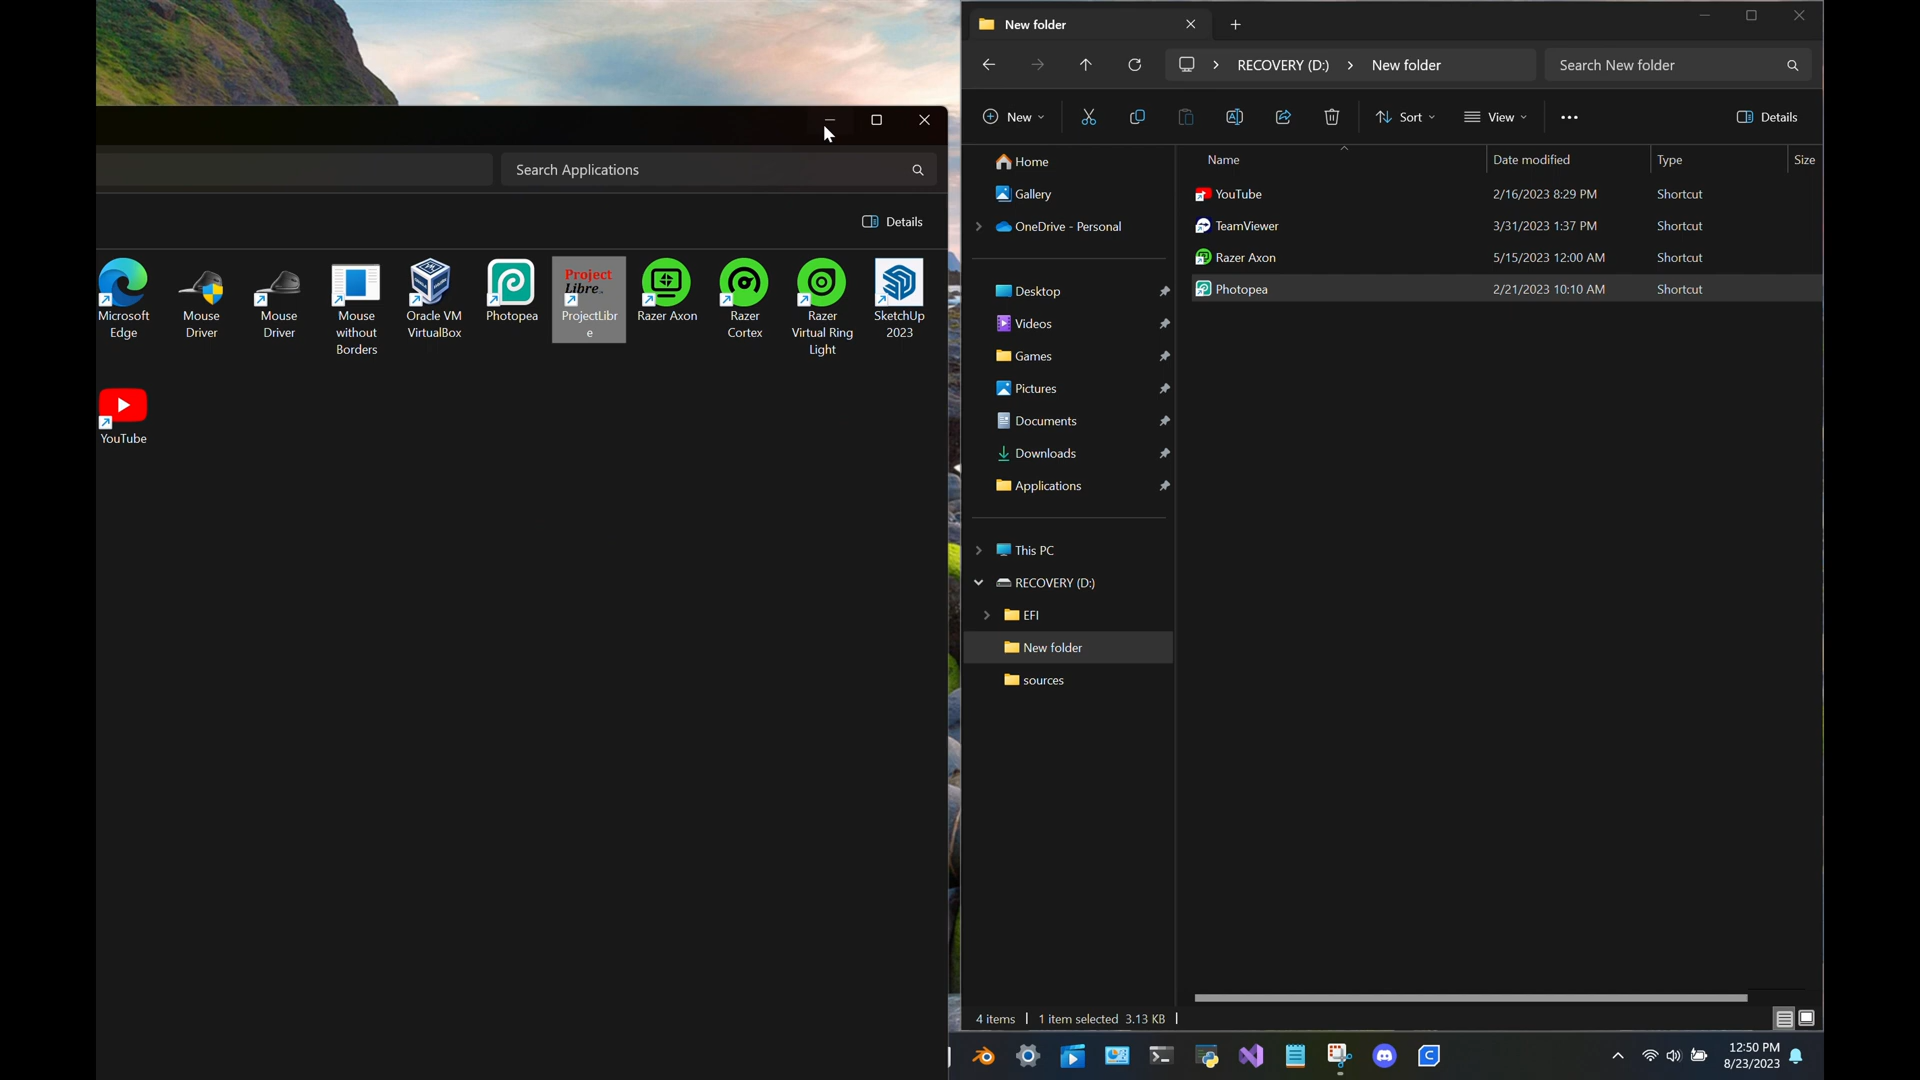 Search Applications
Details
Microsoft
Edge
Mouse
Driver
Mouse
Driver
Mouse
without
Borders
Oracle VM
VirtualBox
Photopea
Project
Libre
ProjectLibr
e
Razer Axon
Razer
Cortex
Razer
Virtual Ring
Light
SketchUp
2023
YouTube
New folder
RECOVERY (D:) > New folder
Search New folder
New
Sort
View
Details
Home
Gallery
OneDrive - Personal
Desktop
Videos
Games
Pictures
Documents
Downloads
Applications
This PC
RECOVERY (D:)
EFI
New folder
sources
Name Date modified Type Size
YouTube 2/16/2023 8:29 PM Shortcut
TeamViewer 3/31/2023 1:37 PM Shortcut
Razer Axon 5/15/2023 12:00 AM Shortcut
Photopea 2/21/2023 10:10 AM Shortcut
4 items 1 item selected 3.13 KB
12:50 PM
8/23/2023